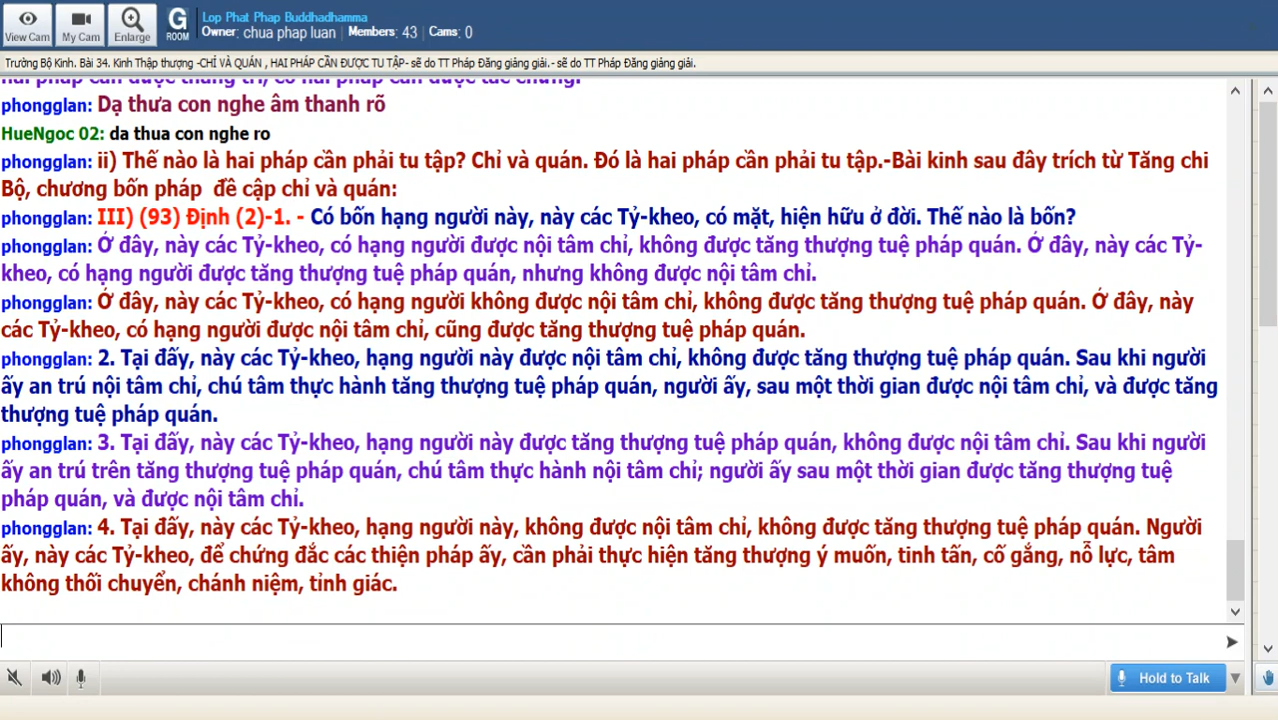 Lop Phat Phap Buddhadhamma
View Cam
My Cam
Enlarge
G
ROOM
Owner: chua phap luan | Members: 43 | Cams: 0
Trường Bộ Kinh. Bài 34. Kinh Thập thượng -CHỈ VÀ QUÁN , HAI PHÁP CẦN ĐƯỢC TU TẬP- sẽ do TT Pháp Đăng giảng giải.- sẽ do TT Pháp Đăng giảng giải.
hai pháp cần được thắng tri, có hai pháp cần được tác chứng.
phongglan: Dạ thưa con nghe âm thanh rõ
HueNgoc 02: da thua con nghe ro
phongglan: ii) Thế nào là hai pháp cần phải tu tập? Chỉ và quán. Đó là hai pháp cần phải tu tập.-Bài kinh sau đây trích từ Tăng chi
Bộ, chương bốn pháp đề cập chỉ và quán:
phongglan: III) (93) Định (2)-1. - Có bốn hạng người này, này các Tỷ-kheo, có mặt, hiện hữu ở đời. Thế nào là bốn?
phongglan: Ở đây, này các Tỷ-kheo, có hạng người được nội tâm chỉ, không được tăng thượng tuệ pháp quán. Ở đây, này các Tỷ-
kheo, có hạng người được tăng thượng tuệ pháp quán, nhưng không được nội tâm chỉ.
phongglan: Ở đây, này các Tỷ-kheo, có hạng người không được nội tâm chỉ, không được tăng thượng tuệ pháp quán. Ở đây, này
các Tỷ-kheo, có hạng người được nội tâm chỉ, cũng được tăng thượng tuệ pháp quán.
phongglan: 2. Tại đấy, này các Tỷ-kheo, hạng người này được nội tâm chỉ, không được tăng thượng tuệ pháp quán. Sau khi người
ấy an trú nội tâm chỉ, chú tâm thực hành tăng thượng tuệ pháp quán, người ấy, sau một thời gian được nội tâm chỉ, và được tăng
thượng tuệ pháp quán.
phongglan: 3. Tại đấy, này các Tỷ-kheo, hạng người này được tăng thượng tuệ pháp quán, không được nội tâm chỉ. Sau khi người
ấy an trú trên tăng thượng tuệ pháp quán, chú tâm thực hành nội tâm chỉ; người ấy sau một thời gian được tăng thượng tuệ
pháp quán, và được nội tâm chỉ.
phongglan: 4. Tại đấy, này các Tỷ-kheo, hạng người này, không được nội tâm chỉ, không được tăng thượng tuệ pháp quán. Người
ấy, này các Tỷ-kheo, để chứng đắc các thiện pháp ấy, cần phải thực hiện tăng thượng ý muốn, tinh tấn, cố gắng, nỗ lực, tâm
không thối chuyển, chánh niệm, tỉnh giác.
Hold to Talk